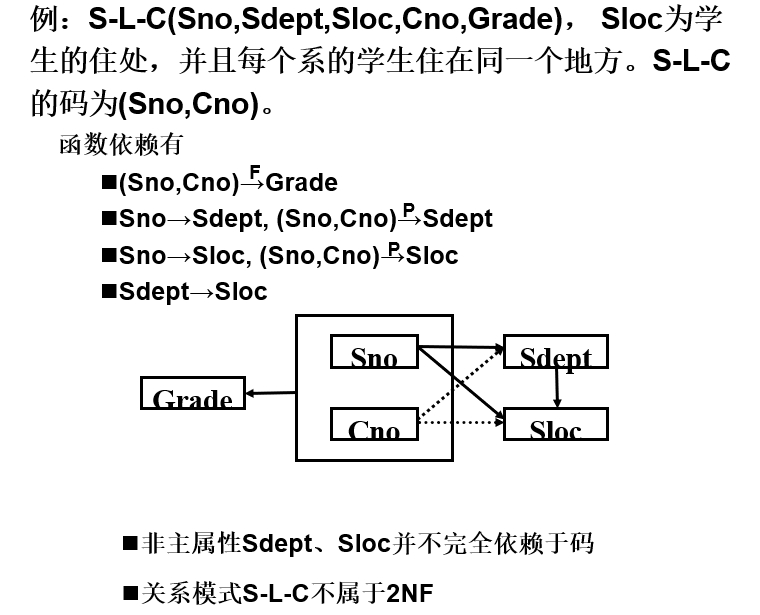 例：S-L-C(Sno,Sdept,Sloc,Cno,Grade)， Sloc为学
生的住处，并且每个系的学生住在同一个地方。S-L-C
的码为(Sno,Cno)。
函数依赖有
■(Sno,Cno)F→Grade
■Sno→Sdept, (Sno,Cno)P→Sdept
■Sno→Sloc, (Sno,Cno)P→Sloc
■Sdept→Sloc
Sno
Sdept
Grade
Cno
Sloc
■非主属性Sdept、Sloc并不完全依赖于码
■关系模式S-L-C不属于2NF